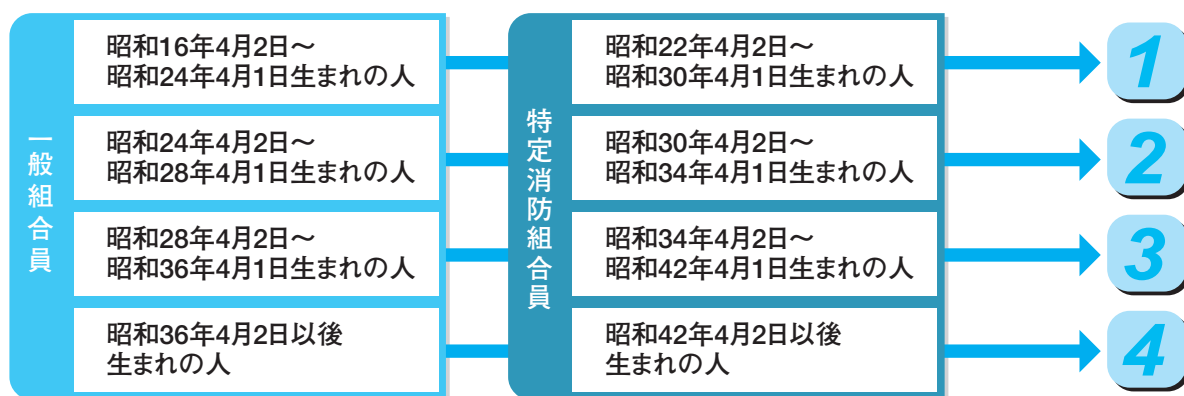 一般組合員
昭和16年4月2日～
昭和24年4月1日生まれの人
昭和24年4月2日～
昭和28年4月1日生まれの人
昭和28年4月2日～
昭和36年4月1日生まれの人
昭和36年4月2日以後
生まれの人
特定消防組合員
昭和22年4月2日～
昭和30年4月1日生まれの人
昭和30年4月2日～
昭和34年4月1日生まれの人
昭和34年4月2日～
昭和42年4月1日生まれの人
昭和42年4月2日以後
生まれの人
1
2
3
4